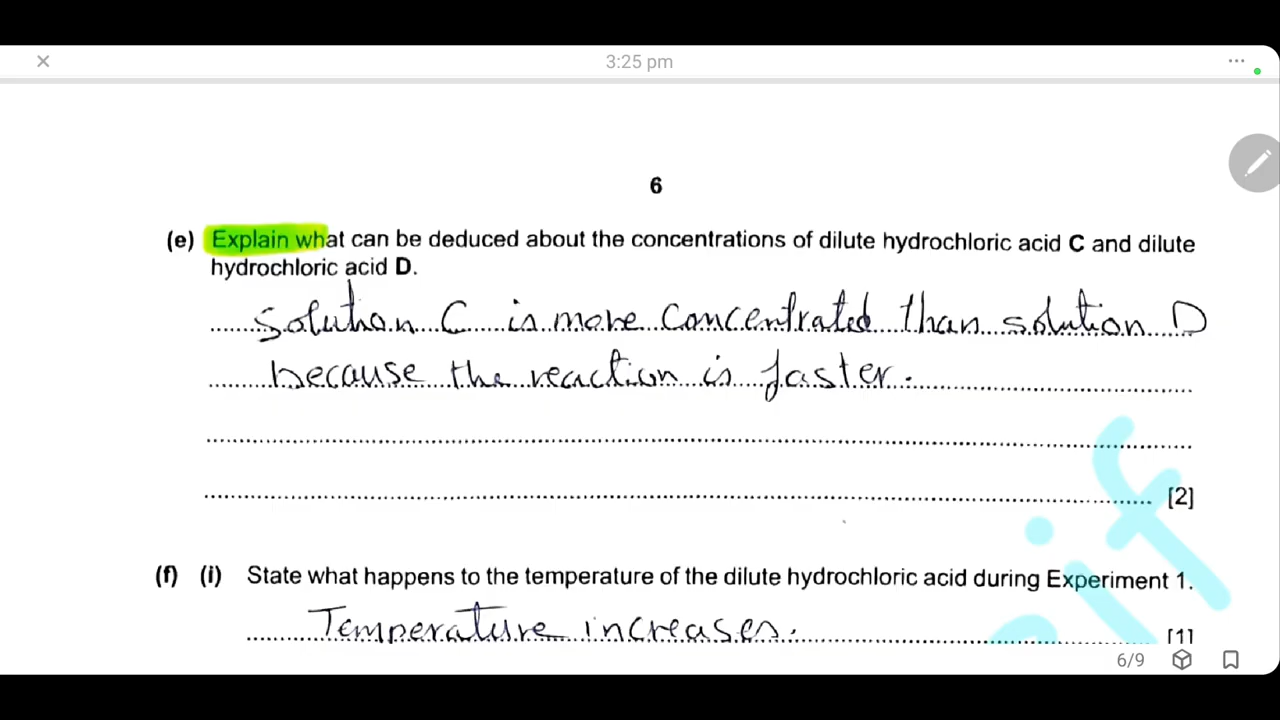 3:25 pm
6
(e) Explain what can be deduced about the concentrations of dilute hydrochloric acid C and dilute
hydrochloric acid D.
Solution C is more concentrated than solution D
because the reaction is faster.
[2]
(f) (i) State what happens to the temperature of the dilute hydrochloric acid during Experiment 1.
Temperature increases.
[1]
6/9